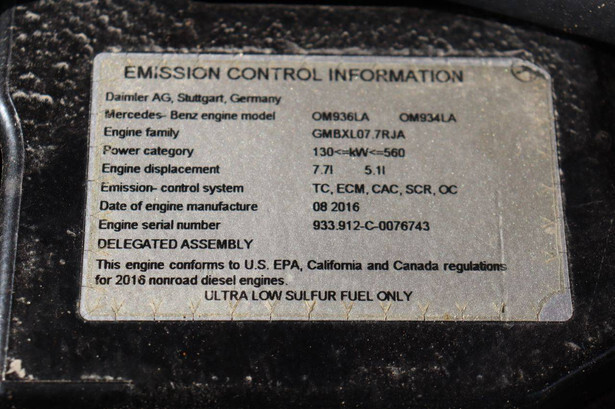 EMISSION CONTROL INFORMATION
Daimler AG, Stuttgart, Germany
Mercedes- Benz engine model OM936LA OM934LA
Engine family GMBXL07.7RJA
Power category 130<=kW<=560
Engine displacement 7.7l 5.1l
Emission- control system TC, ECM, CAC, SCR, OC
Date of engine manufacture 08 2016
Engine serial number 933.912-C-0076743
DELEGATED ASSEMBLY
This engine conforms to U.S. EPA, California and Canada regulations
for 2016 nonroad diesel engines.
ULTRA LOW SULFUR FUEL ONLY